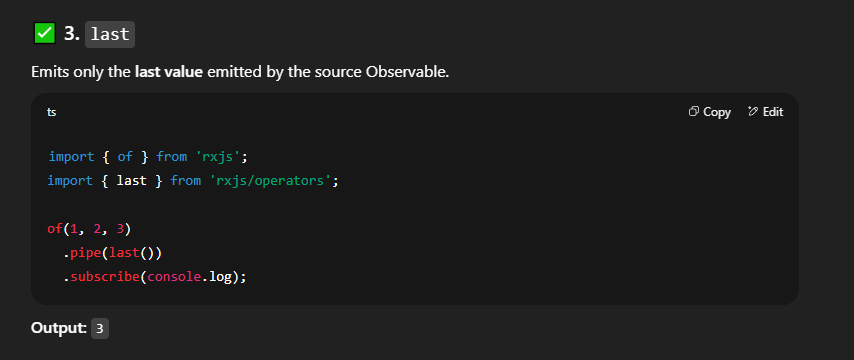 ✅ 3. last
Emits only the last value emitted by the source Observable.
ts
Copy Edit
import { of } from 'rxjs';
import { last } from 'rxjs/operators';
of(1, 2, 3)
  .pipe(last())
  .subscribe(console.log);
Output: 3